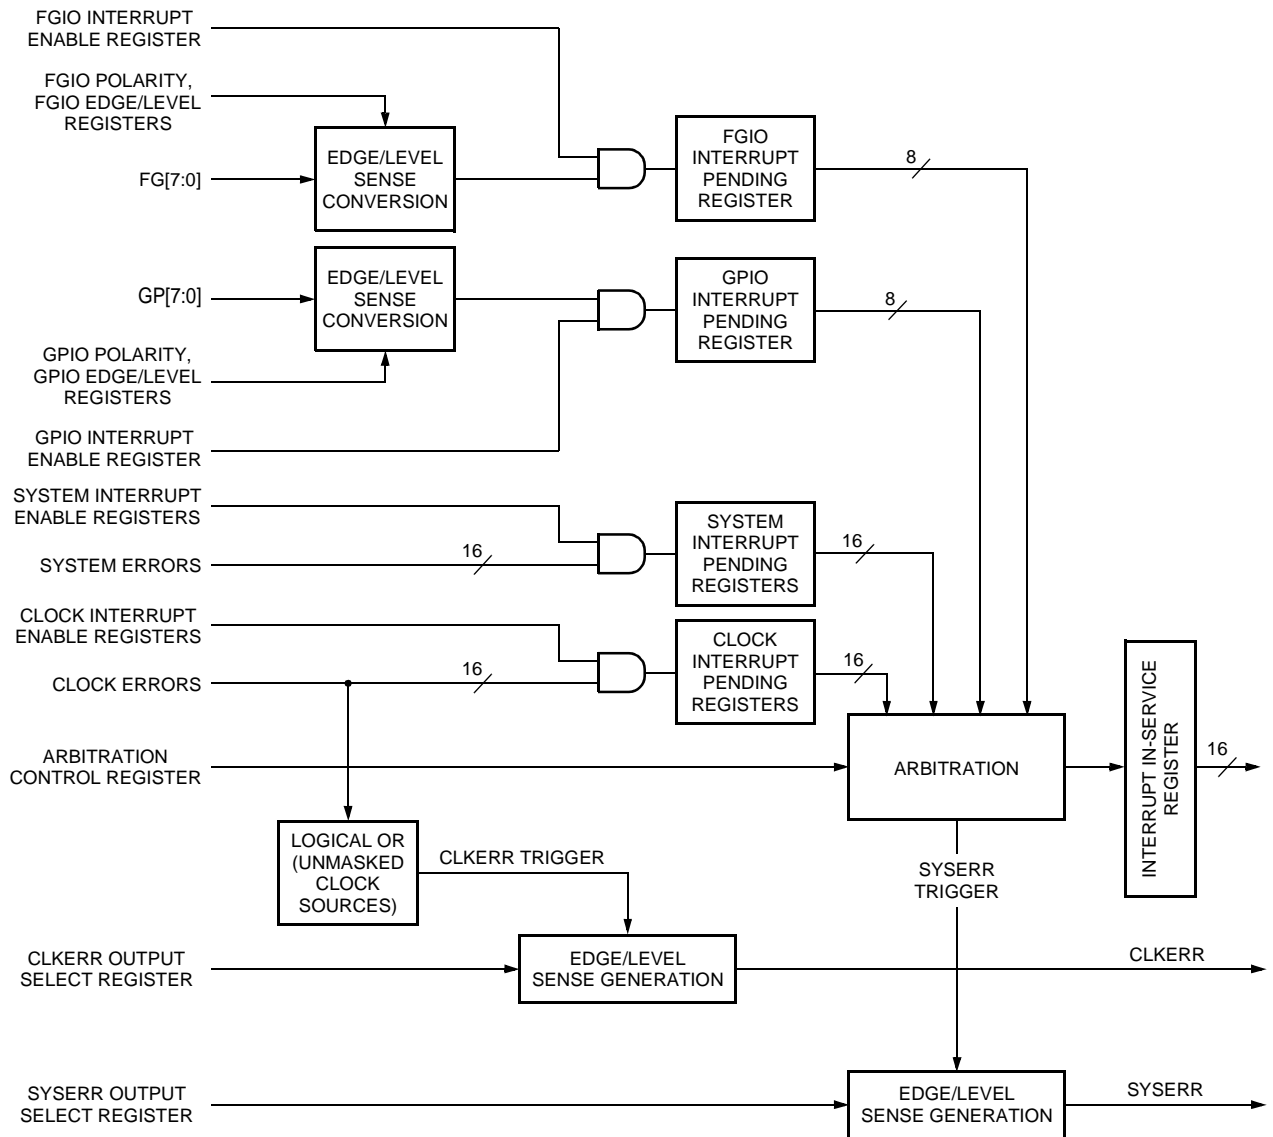 FGIO INTERRUPT
ENABLE REGISTER
FGIO POLARITY,
FGIO EDGE/LEVEL
REGISTERS
FG[7:0]
EDGE/LEVEL
SENSE
CONVERSION
FGIO
INTERRUPT
PENDING
REGISTER
8
GP[7:0]
EDGE/LEVEL
SENSE
CONVERSION
GPIO
INTERRUPT
PENDING
REGISTER
8
GPIO POLARITY,
GPIO EDGE/LEVEL
REGISTERS
GPIO INTERRUPT
ENABLE REGISTER
SYSTEM INTERRUPT
ENABLE REGISTERS
SYSTEM ERRORS
16
SYSTEM
INTERRUPT
PENDING
REGISTERS
16
CLOCK INTERRUPT
ENABLE REGISTERS
CLOCK ERRORS
16
CLOCK
INTERRUPT
PENDING
REGISTERS
16
ARBITRATION
CONTROL REGISTER
ARBITRATION
INTERRUPT IN-SERVICE
REGISTER
16
LOGICAL OR
(UNMASKED
CLOCK
SOURCES)
CLKERR TRIGGER
SYSERR
TRIGGER
CLKERR OUTPUT
SELECT REGISTER
EDGE/LEVEL
SENSE GENERATION
CLKERR
SYSERR OUTPUT
SELECT REGISTER
EDGE/LEVEL
SENSE GENERATION
SYSERR